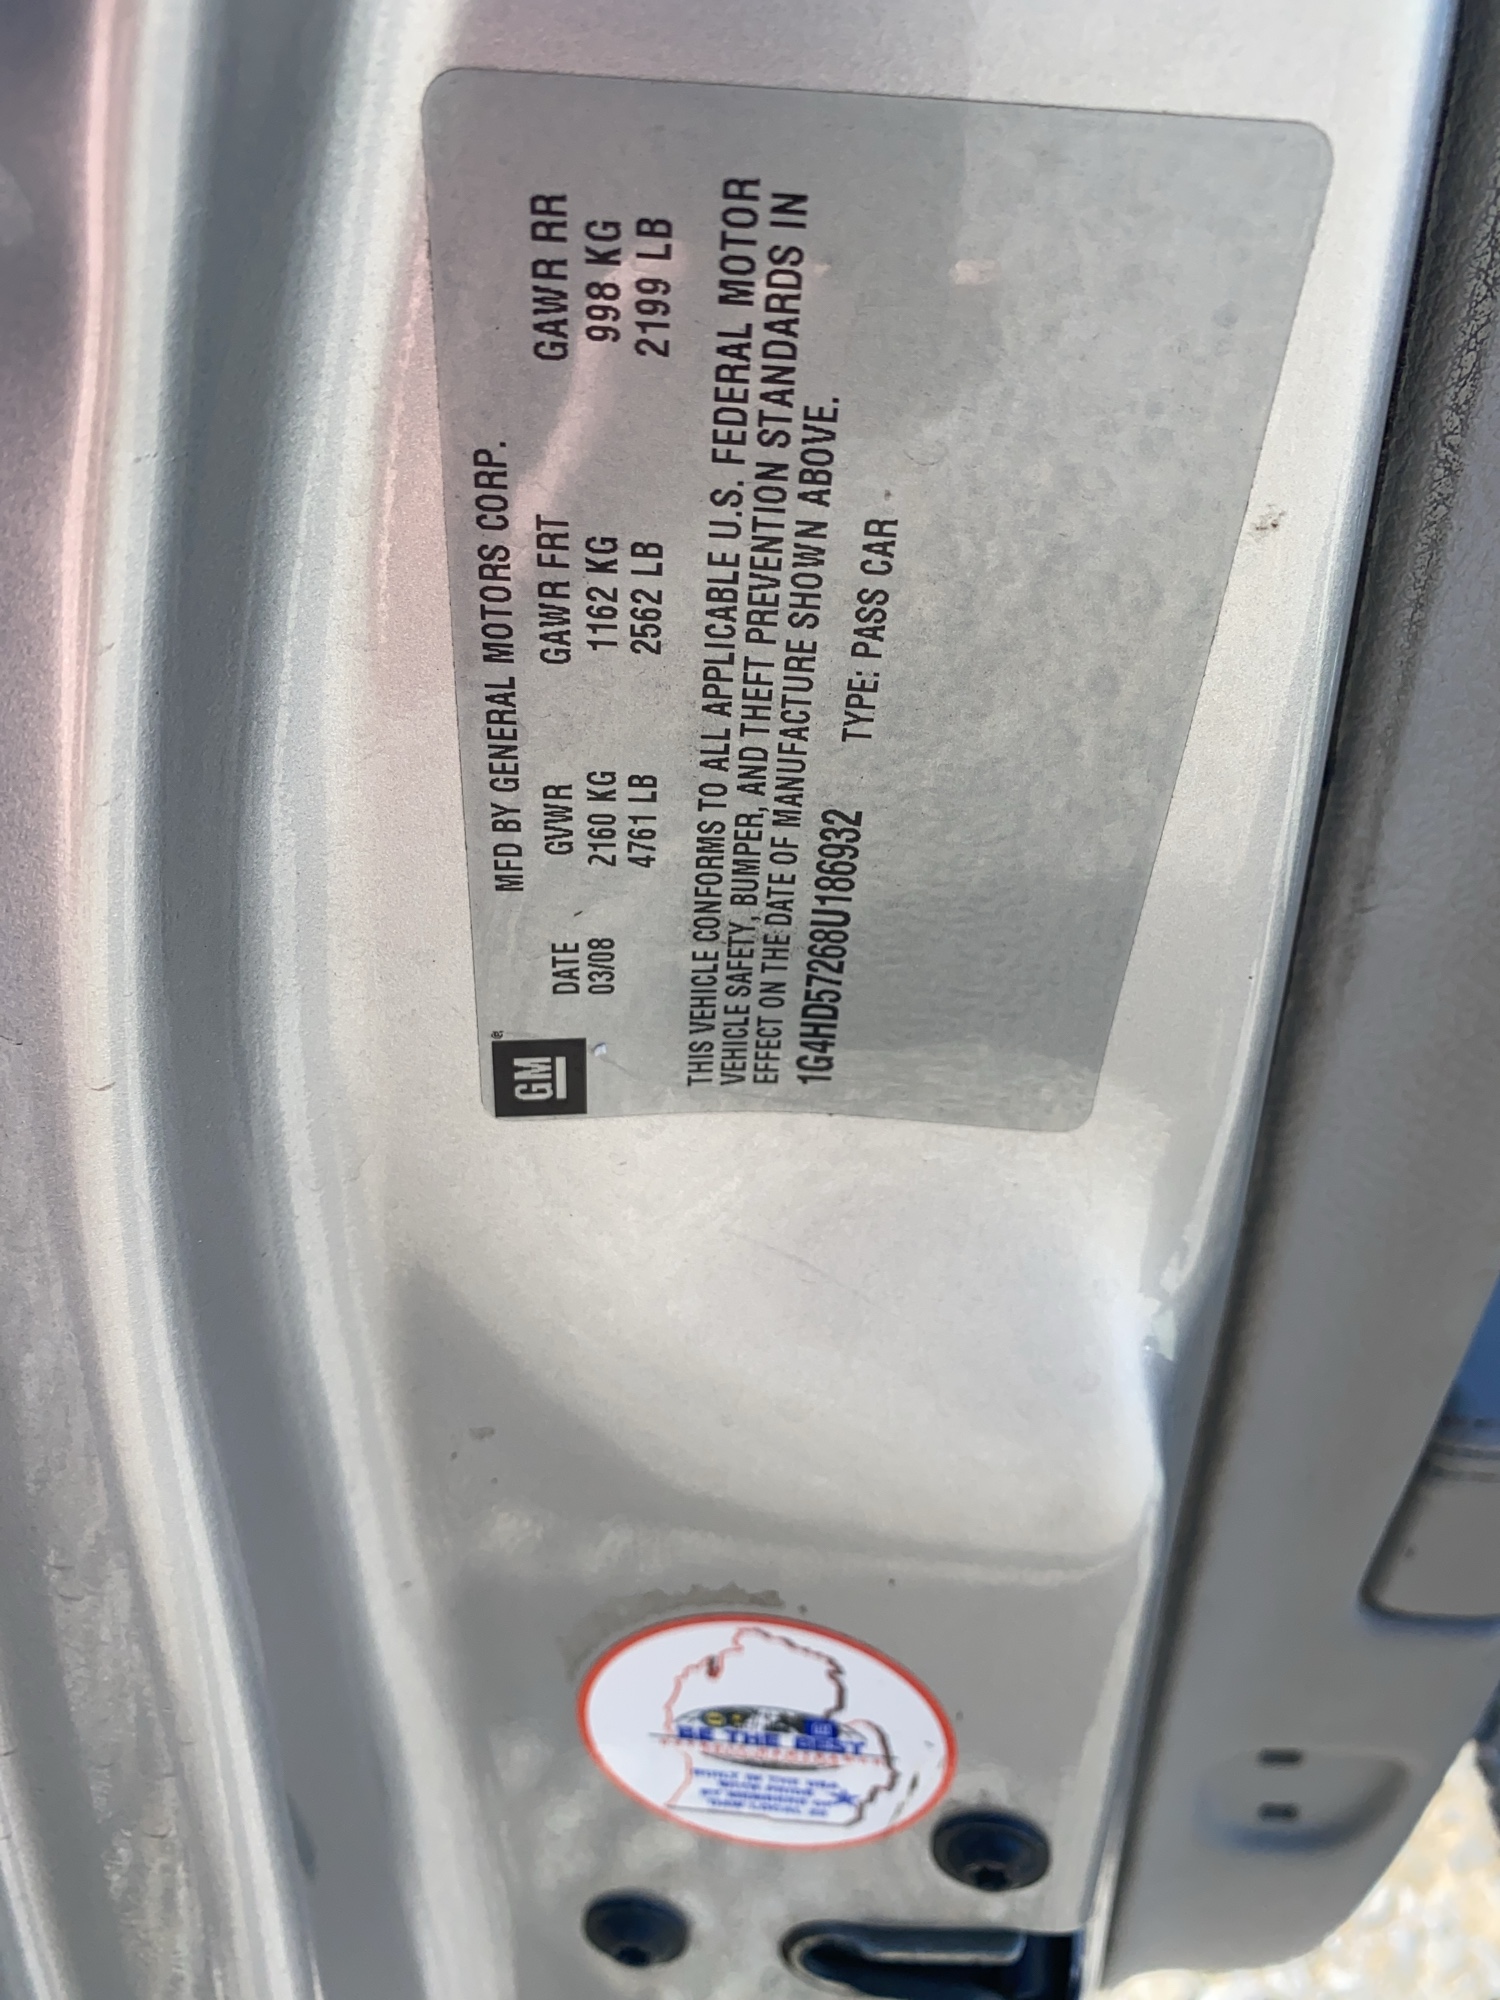 GM
MFD BY GENERAL MOTORS CORP.
DATE GVWR GAWR FRT GAWR RR
03/08 2160 KG 1162 KG 998 KG
4761 LB 2562 LB 2199 LB
THIS VEHICLE CONFORMS TO ALL APPLICABLE U.S. FEDERAL MOTOR
VEHICLE SAFETY, BUMPER, AND THEFT PREVENTION STANDARDS IN
EFFECT ON THE DATE OF MANUFACTURE SHOWN ABOVE.
1G4HD57268U186932 TYPE: PASS CAR
BE THE BEST